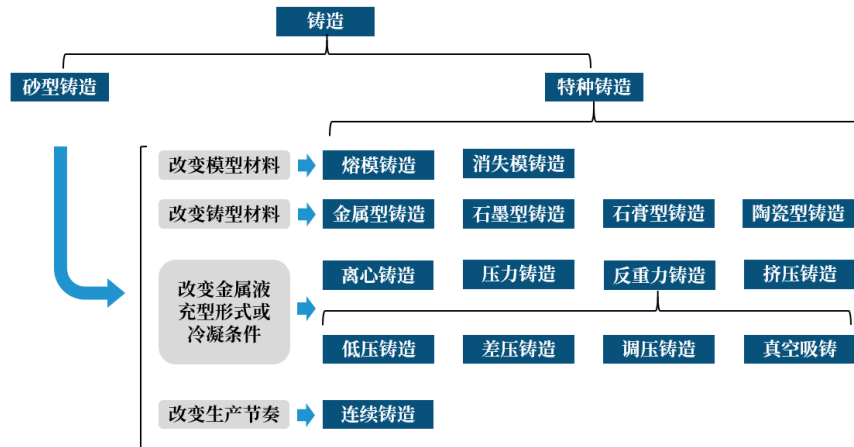 铸造
砂型铸造
特种铸造
改变模型材料
熔模铸造
消失模铸造
改变铸型材料
金属型铸造
石墨型铸造
石膏型铸造
陶瓷型铸造
改变金属液
充型形式或
冷凝条件
离心铸造
压力铸造
反重力铸造
挤压铸造
低压铸造
差压铸造
调压铸造
真空吸铸
改变生产节奏
连续铸造